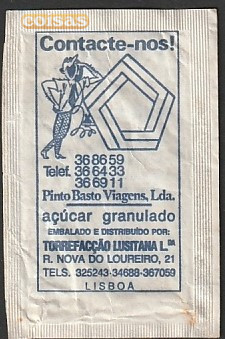 coisas
Contacte-nos!
368659
Telef. 366433
366911
Pinto Basto Viagens, Lda.
açúcar granulado
EMBALADO E DISTRIBUÍDO POR:
TORREFACÇÃO LUSITANA L.DA
R. NOVA DO LOUREIRO, 21
TELS. 325243-34688-367059
LISBOA